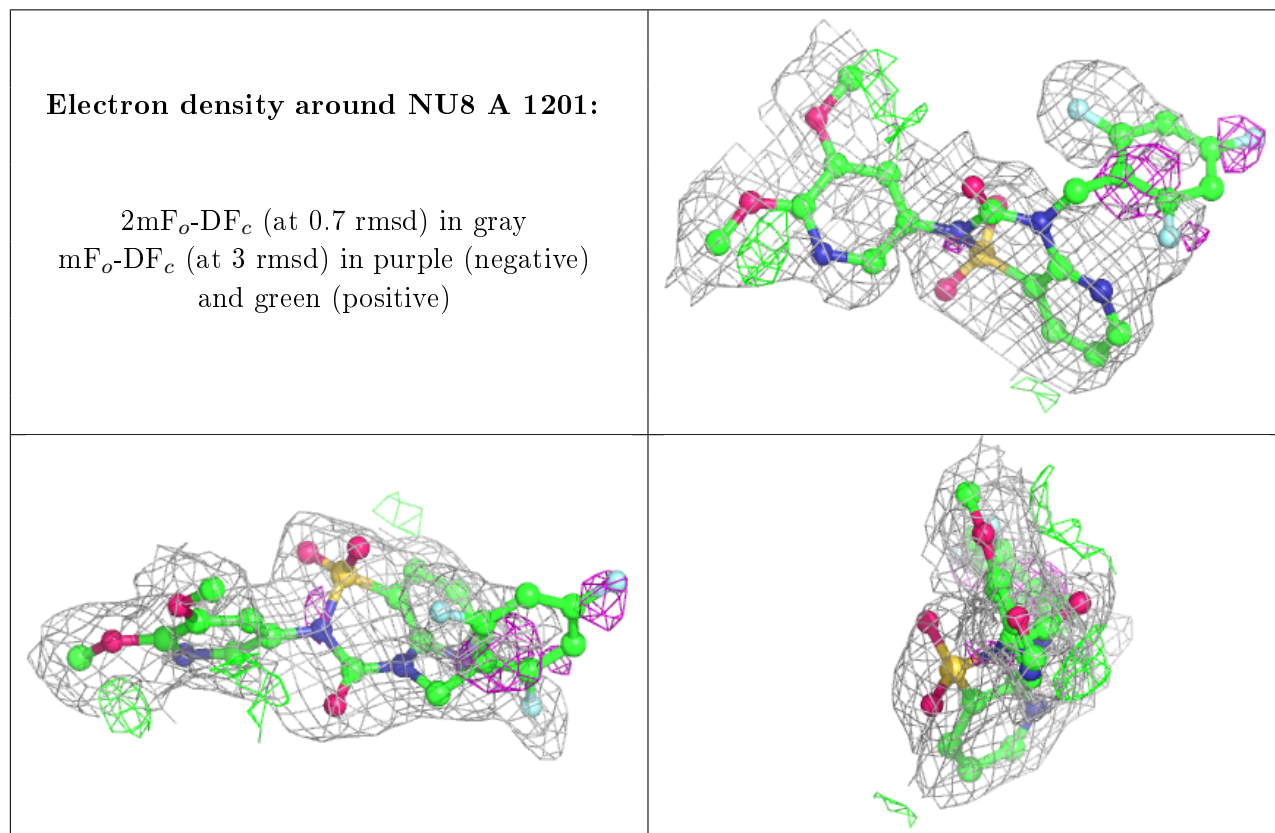 Electron density around NU8 A 1201:
2mFo-DFc (at 0.7 rmsd) in gray
mFo-DFc (at 3 rmsd) in purple (negative)
and green (positive)